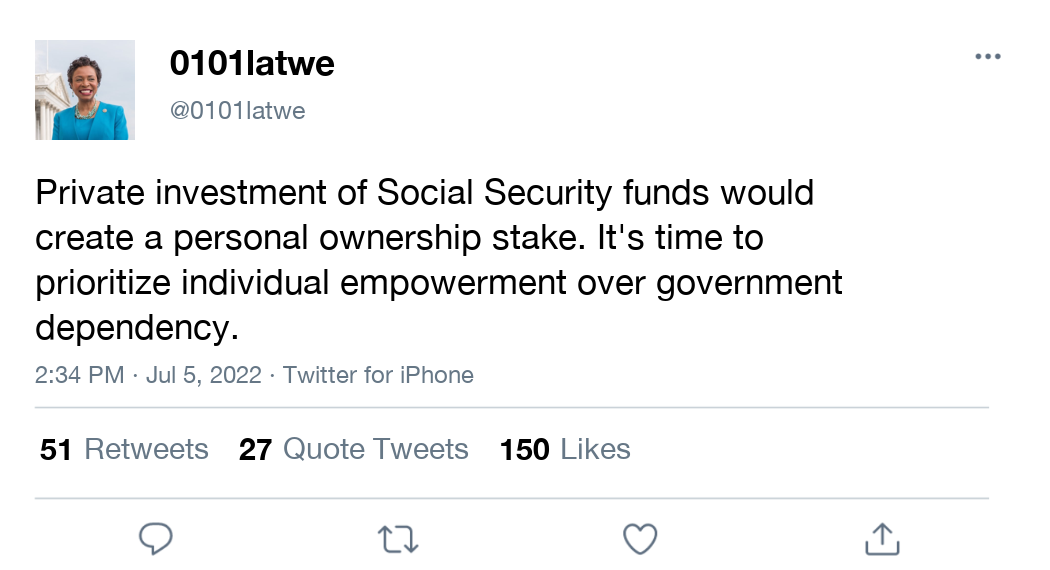 0101latwe
@0101latwe
Private investment of Social Security funds would
create a personal ownership stake. It's time to
prioritize individual empowerment over government
dependency.
2:34 PM · Jul 5, 2022 · Twitter for iPhone
51 Retweets 27 Quote Tweets 150 Likes